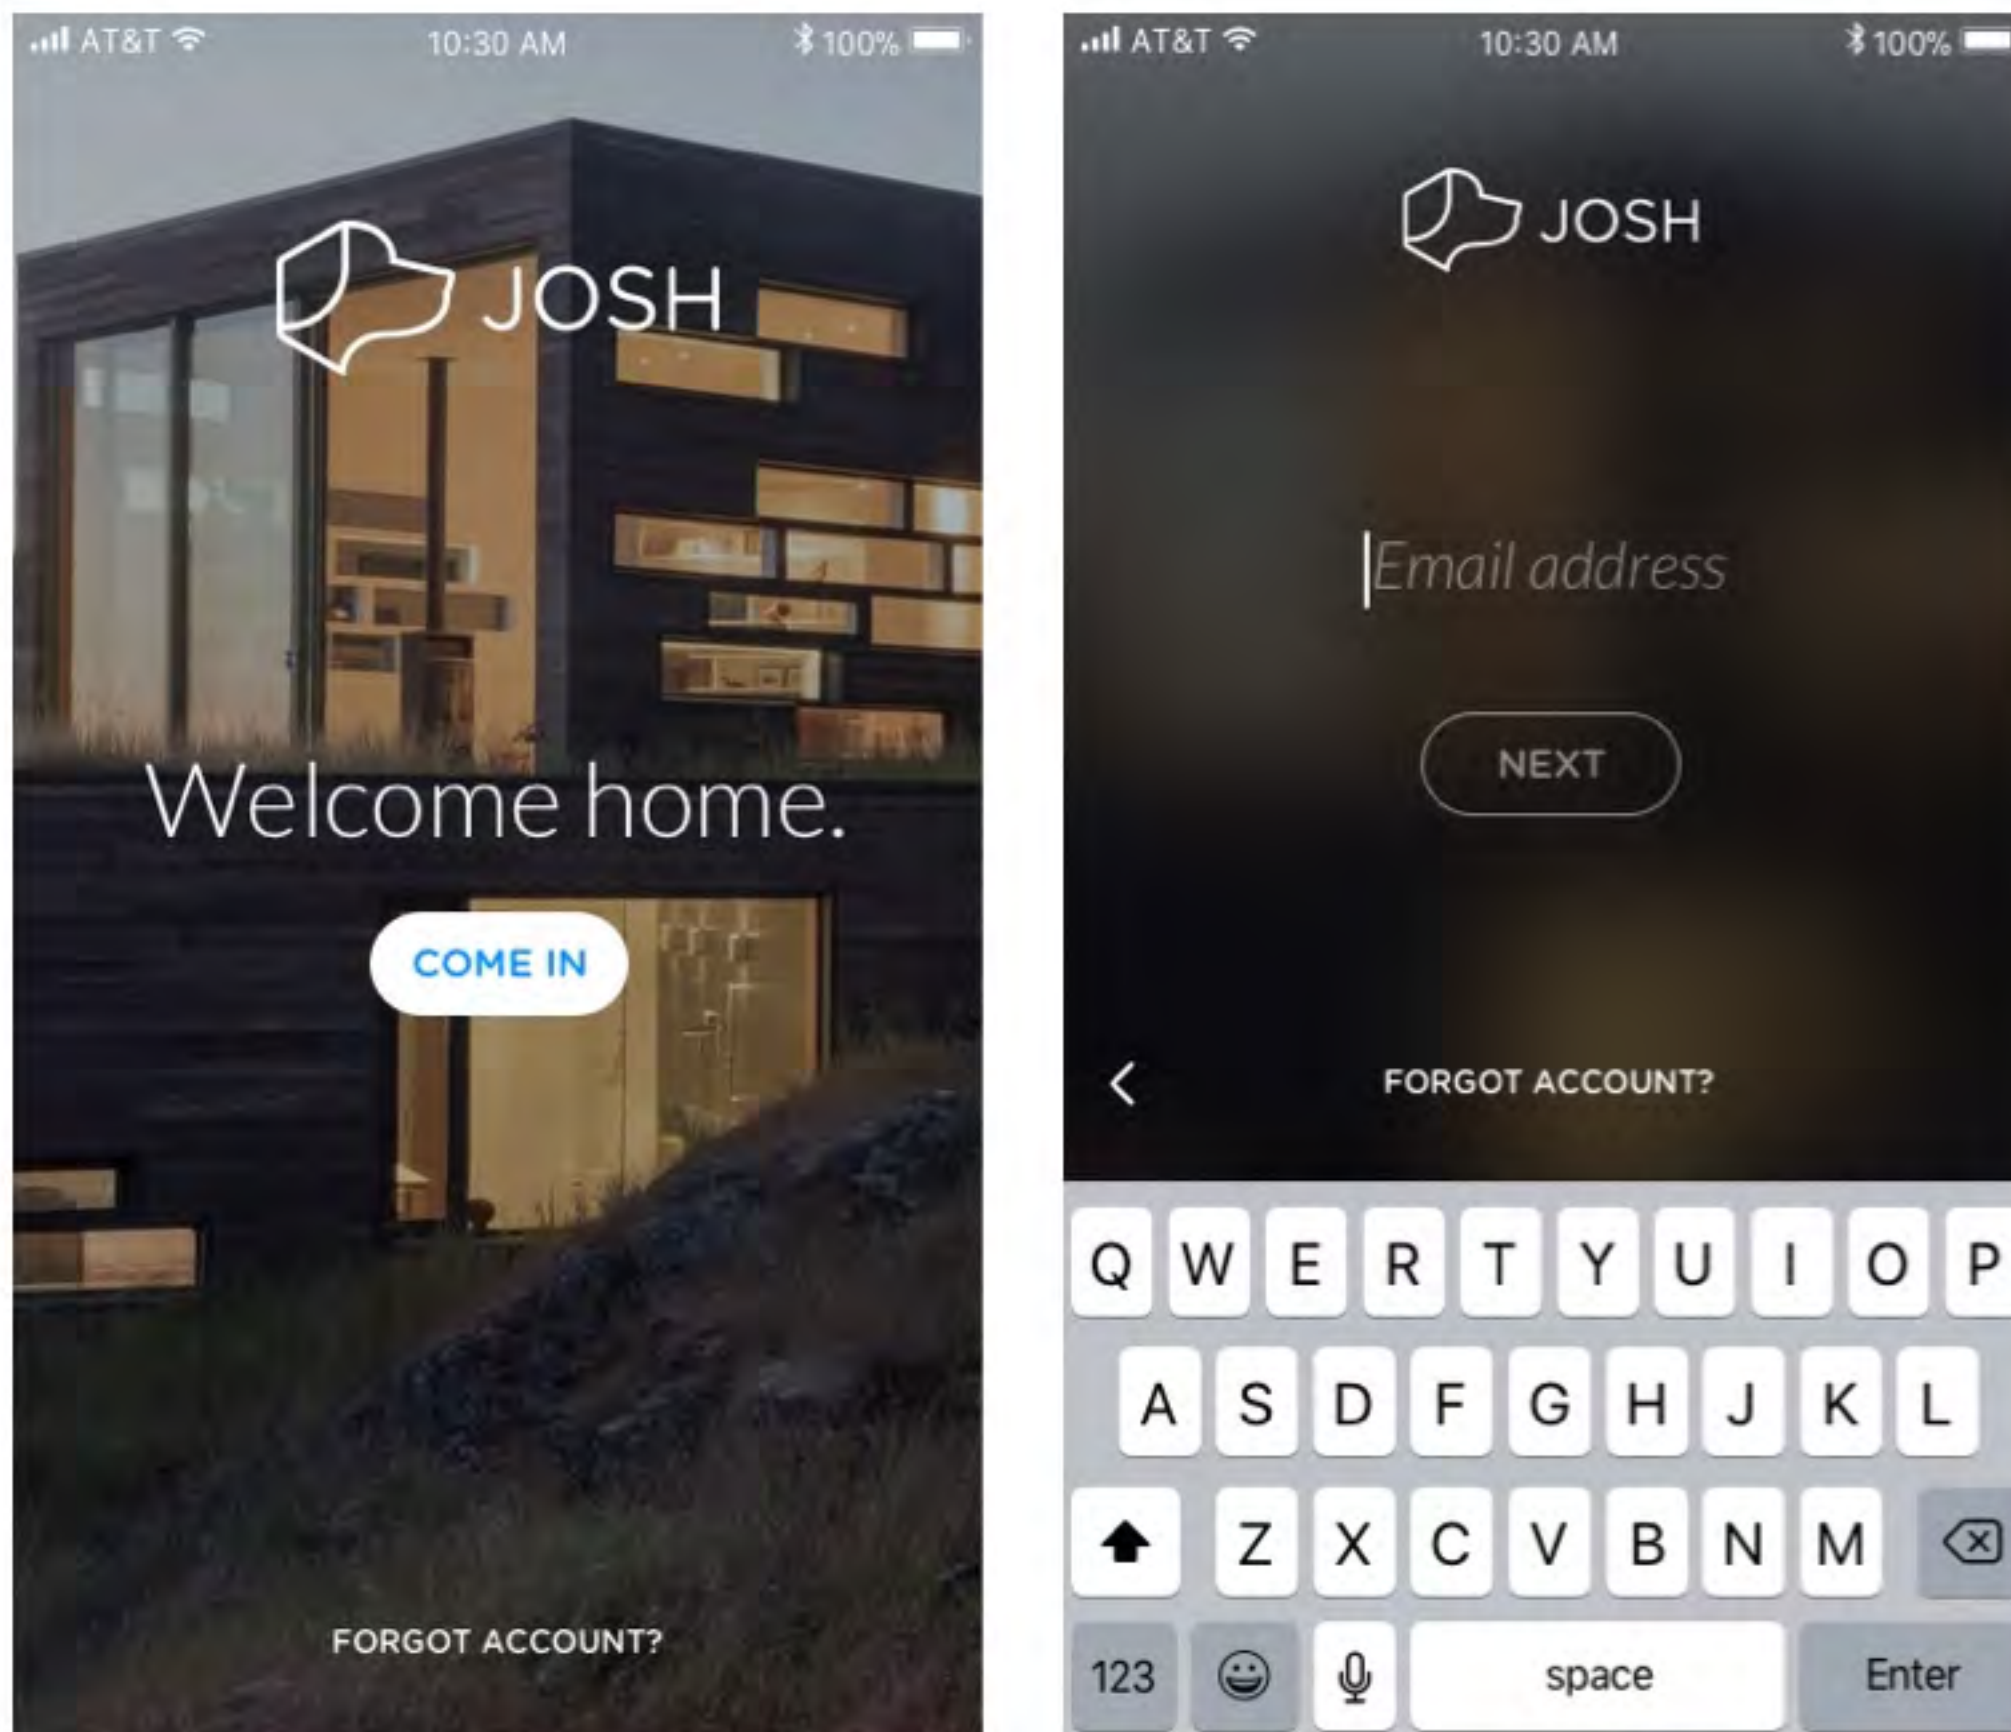 AT&T 10:30 AM 100%
JOSH
Welcome home.
COME IN
FORGOT ACCOUNT?
AT&T 10:30 AM 100%
JOSH
Email address
NEXT
FORGOT ACCOUNT?
Q W E R T Y U I O P
A S D F G H J K L
Z X C V B N M
123 space Enter